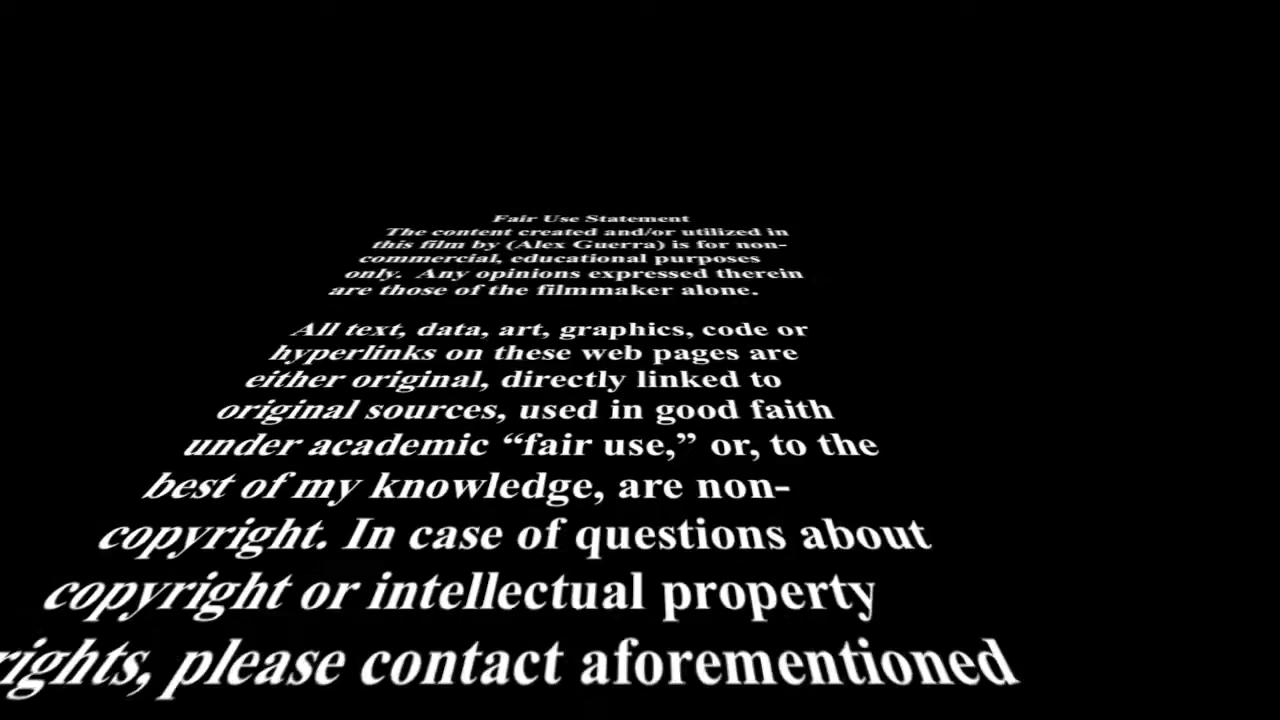 Fair Use Statement
The content created and/or utilized in
this film by (Alex Guerra) is for non-
commercial, educational purposes
only. Any opinions expressed therein
are those of the filmmaker alone.
All text, data, art, graphics, code or
hyperlinks on these web pages are
either original, directly linked to
original sources, used in good faith
under academic “fair use,” or, to the
best of my knowledge, are non-
copyright. In case of questions about
copyright or intellectual property
rights, please contact aforementioned